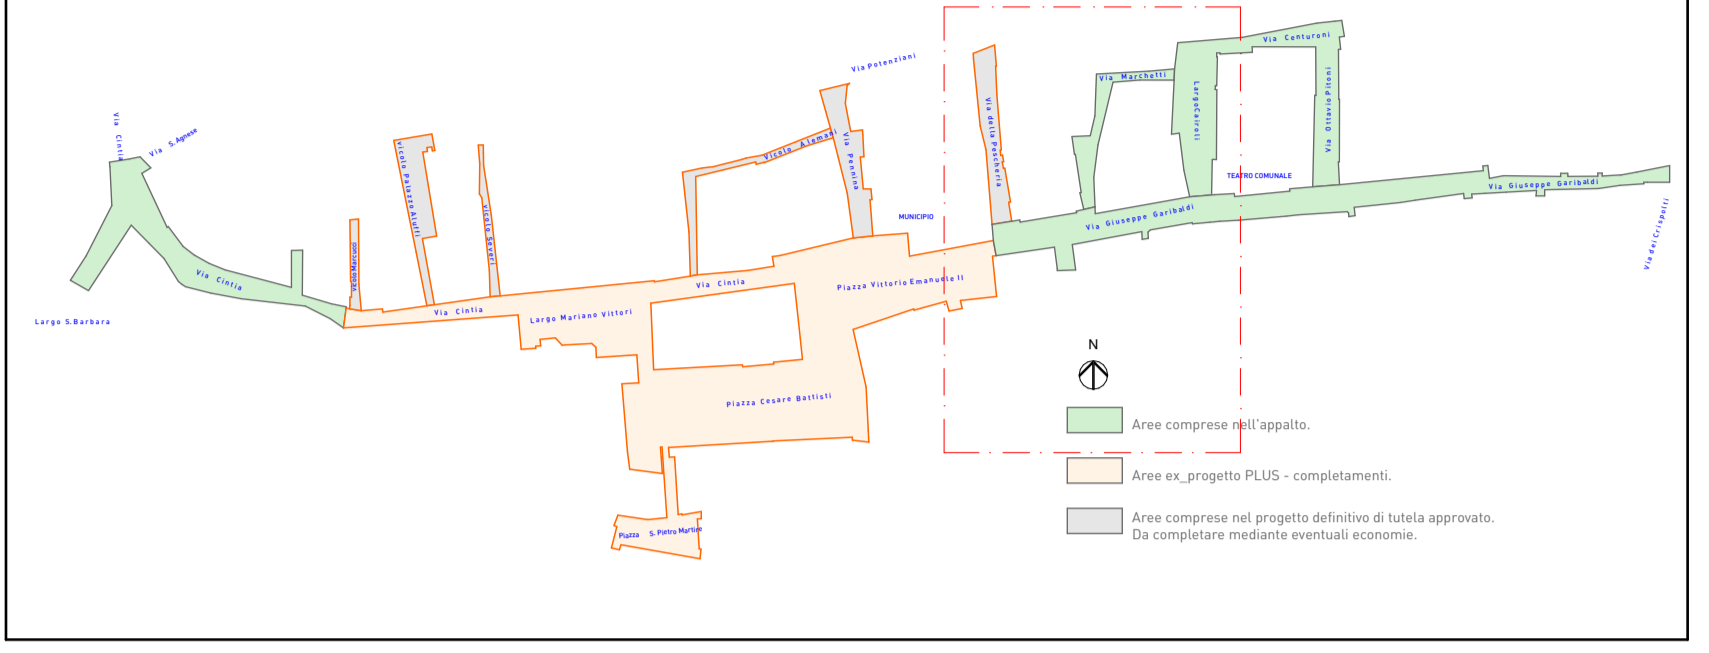 Via Cintia
Via S. Agnese
Via Cintia
Largo S.Barbara
vicolo Marcucci
vicolo Palazzo Aluffi
vicolo Severi
Via Cintia
Largo Mariano Vittori
Via Cintia
Vicolo Alemani
Via Pennina
Via Potenziani
MUNICIPIO
Piazza Vittorio Emanuele II
Piazza Cesare Battisti
Piazza S. Pietro Martire
Via della Pescheria
Via Marchetti
Largo Cairoli
Via Centuroni
Via Ottavio Pitoni
TEATRO COMUNALE
Via Giuseppe Garibaldi
Via Giuseppe Garibaldi
Via dei Crispolti
N
Aree comprese nell'appalto.
Aree ex_progetto PLUS - completamenti.
Aree comprese nel progetto definitivo di tutela approvato.
Da completare mediante eventuali economie.